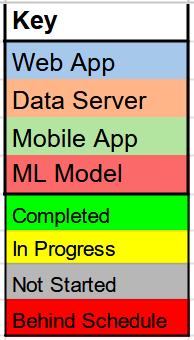 Key
Web App
Data Server
Mobile App
ML Model
Completed
In Progress
Not Started
Behind Schedule